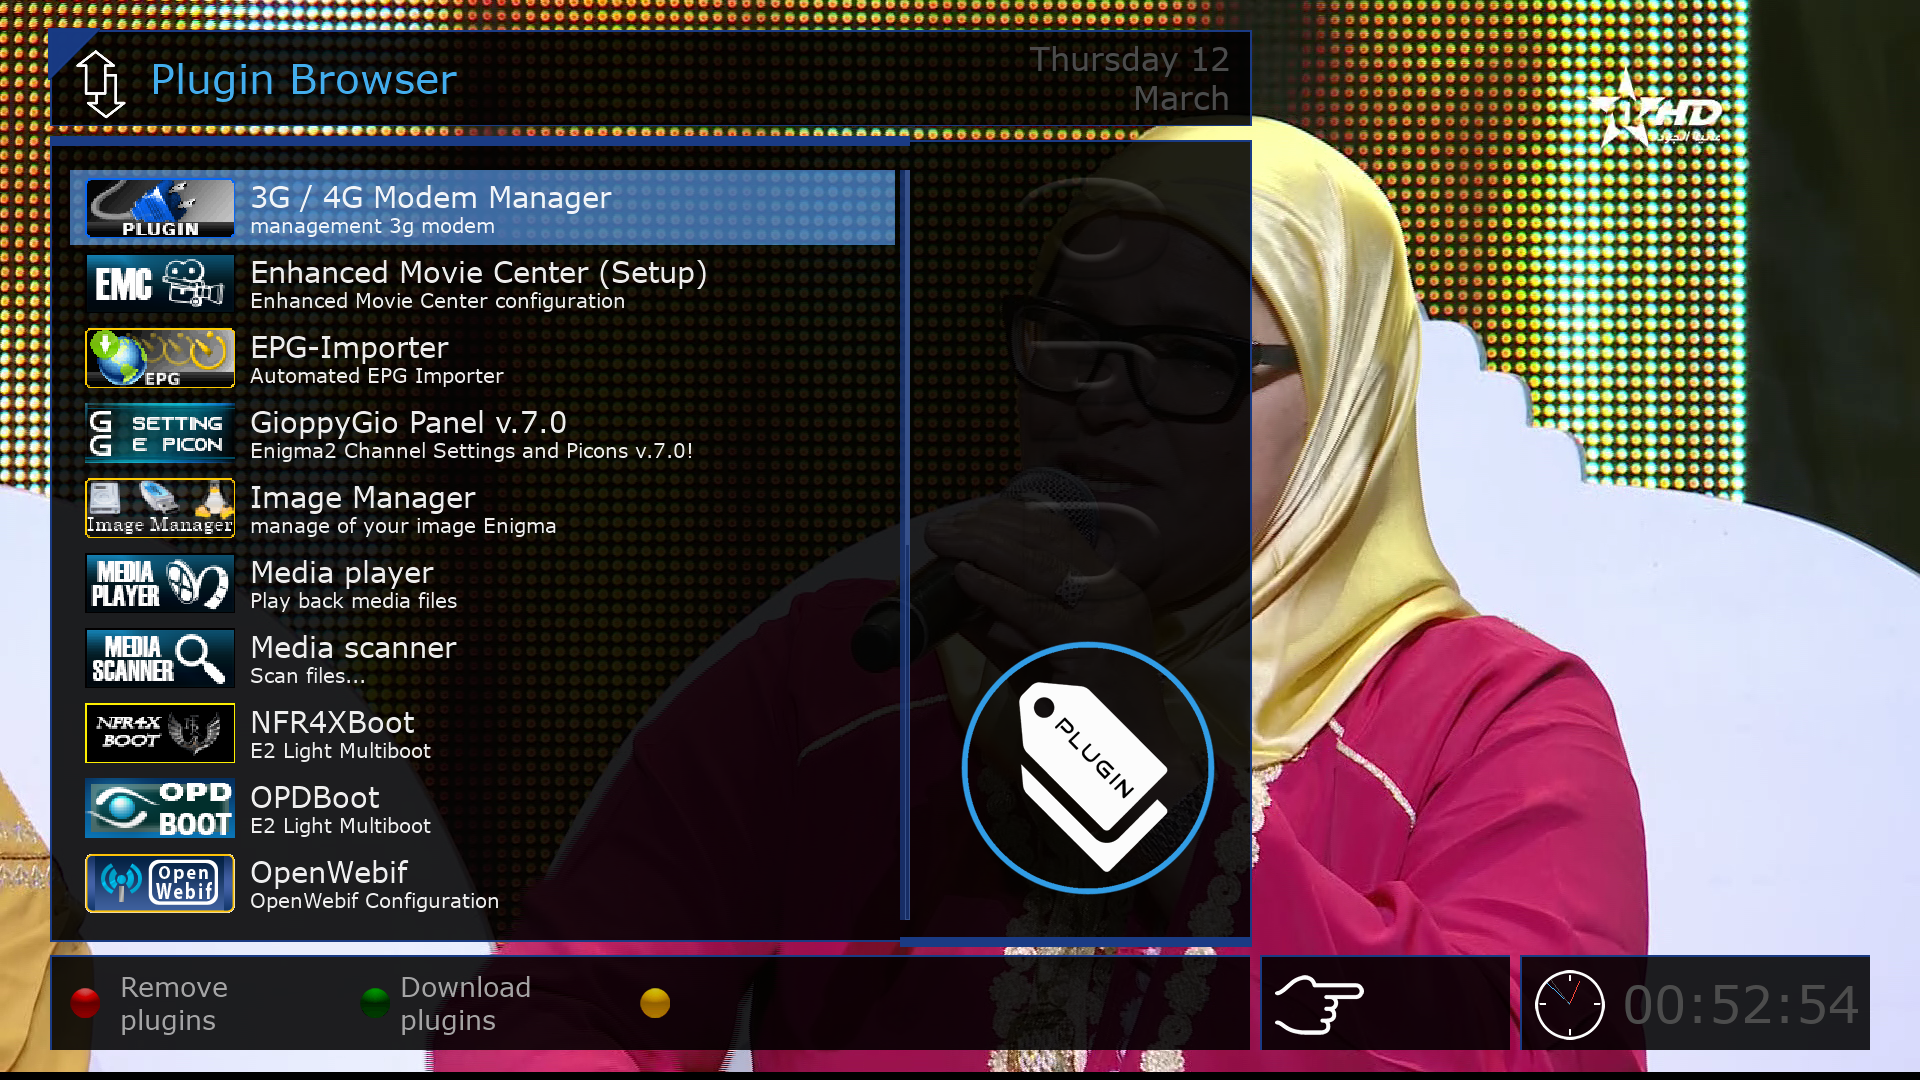 Plugin Browser
Thursday 12
March
HD
عالية الجودة
PLUGIN
3G / 4G Modem Manager
management 3g modem
EMC
Enhanced Movie Center (Setup)
Enhanced Movie Center configuration
EPG
EPG-Importer
Automated EPG Importer
GG SETTING
E PICON
GioppyGio Panel v.7.0
Enigma2 Channel Settings and Picons v.7.0!
Image Manager
Image Manager
manage of your image Enigma
MEDIA
PLAYER
Media player
Play back media files
MEDIA
SCANNER
Media scanner
Scan files...
NFR4X
BOOT
NFR4XBoot
E2 Light Multiboot
OPD
BOOT
OPDBoot
E2 Light Multiboot
Open
Webif
OpenWebif
OpenWebif Configuration
PLUGIN
Remove
plugins
Download
plugins
00:52:54